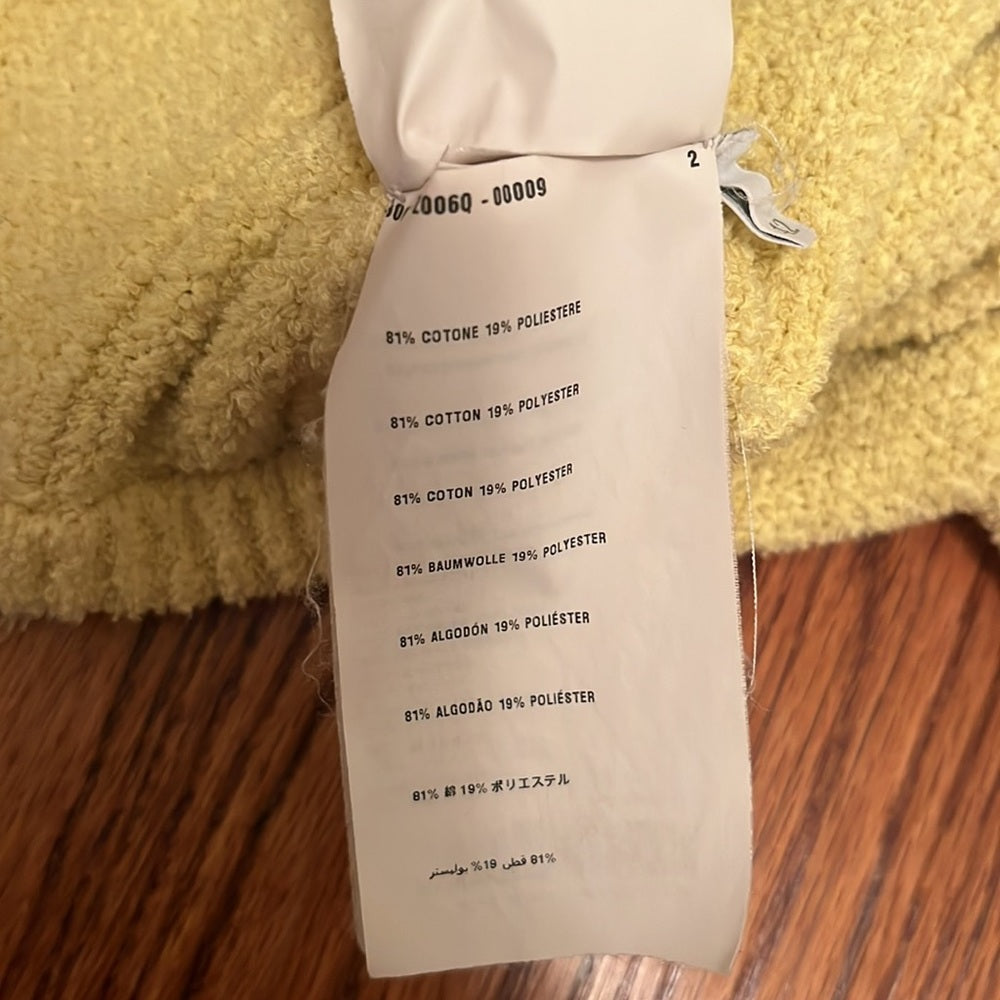 2
0060 - 00009
81% COTONE 19% POLIESTERE
81% COTTON 19% POLYESTER
81% COTON 19% POLYESTER
81% BAUMWOLLE 19% POLYESTER
81% ALGODÓN 19% POLIÉSTER
81% ALGODÃO 19% POLIÉSTER
81% 綿 19% ポリエステル
81% قطن 19% بوليستر